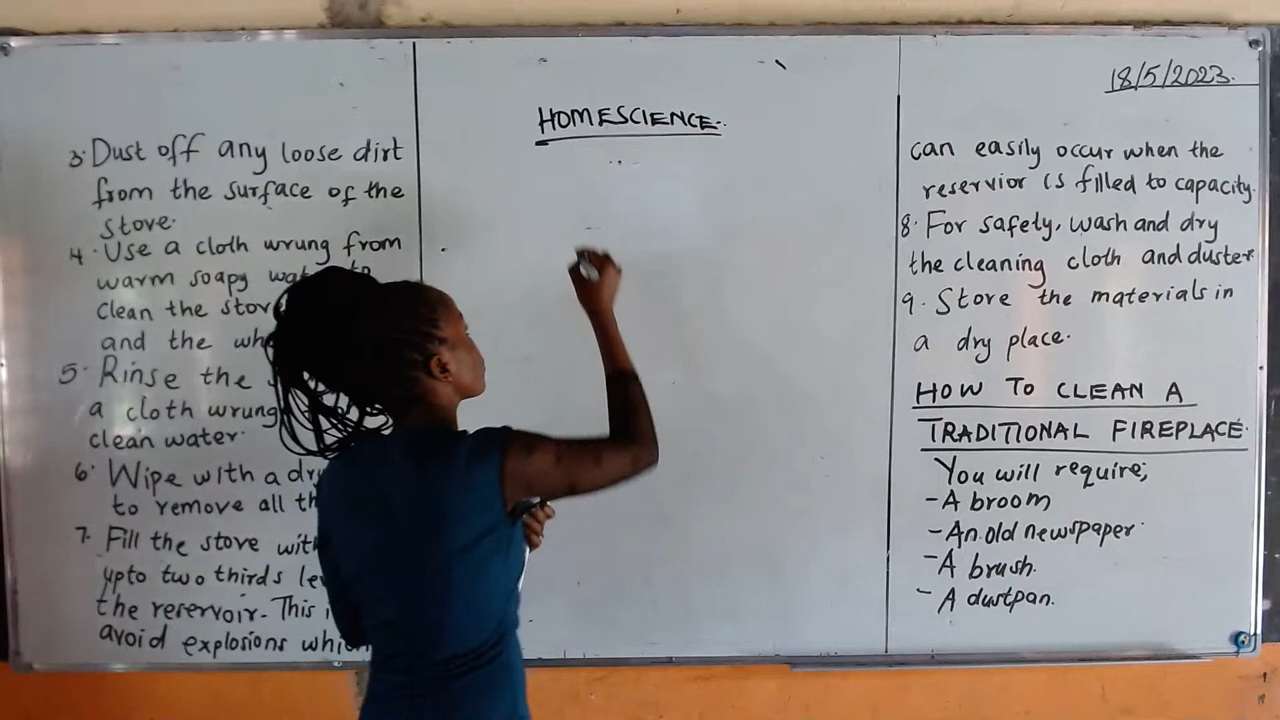 HOMESCIENCE.
18/5/2023.
3. Dust off any loose dirt
from the surface of the
stove.
4. Use a cloth wrung from
warm soapy to
clean the
and the
5. Rinse the
a cloth wrung
clean water.
6. Wipe with a
to remove all
7. Fill the stove
upto two thirds
the reservoir. This
avoid explosions
can easily occur when the
reservior is filled to capacity.
8. For safety, wash and dry
the cleaning cloth and duster
9. Store the materials in
a dry place.
HOW TO CLEAN A
TRADITIONAL FIREPLACE.
You will require;
- A broom
- An old newspaper
- A brush.
- A dustpan.